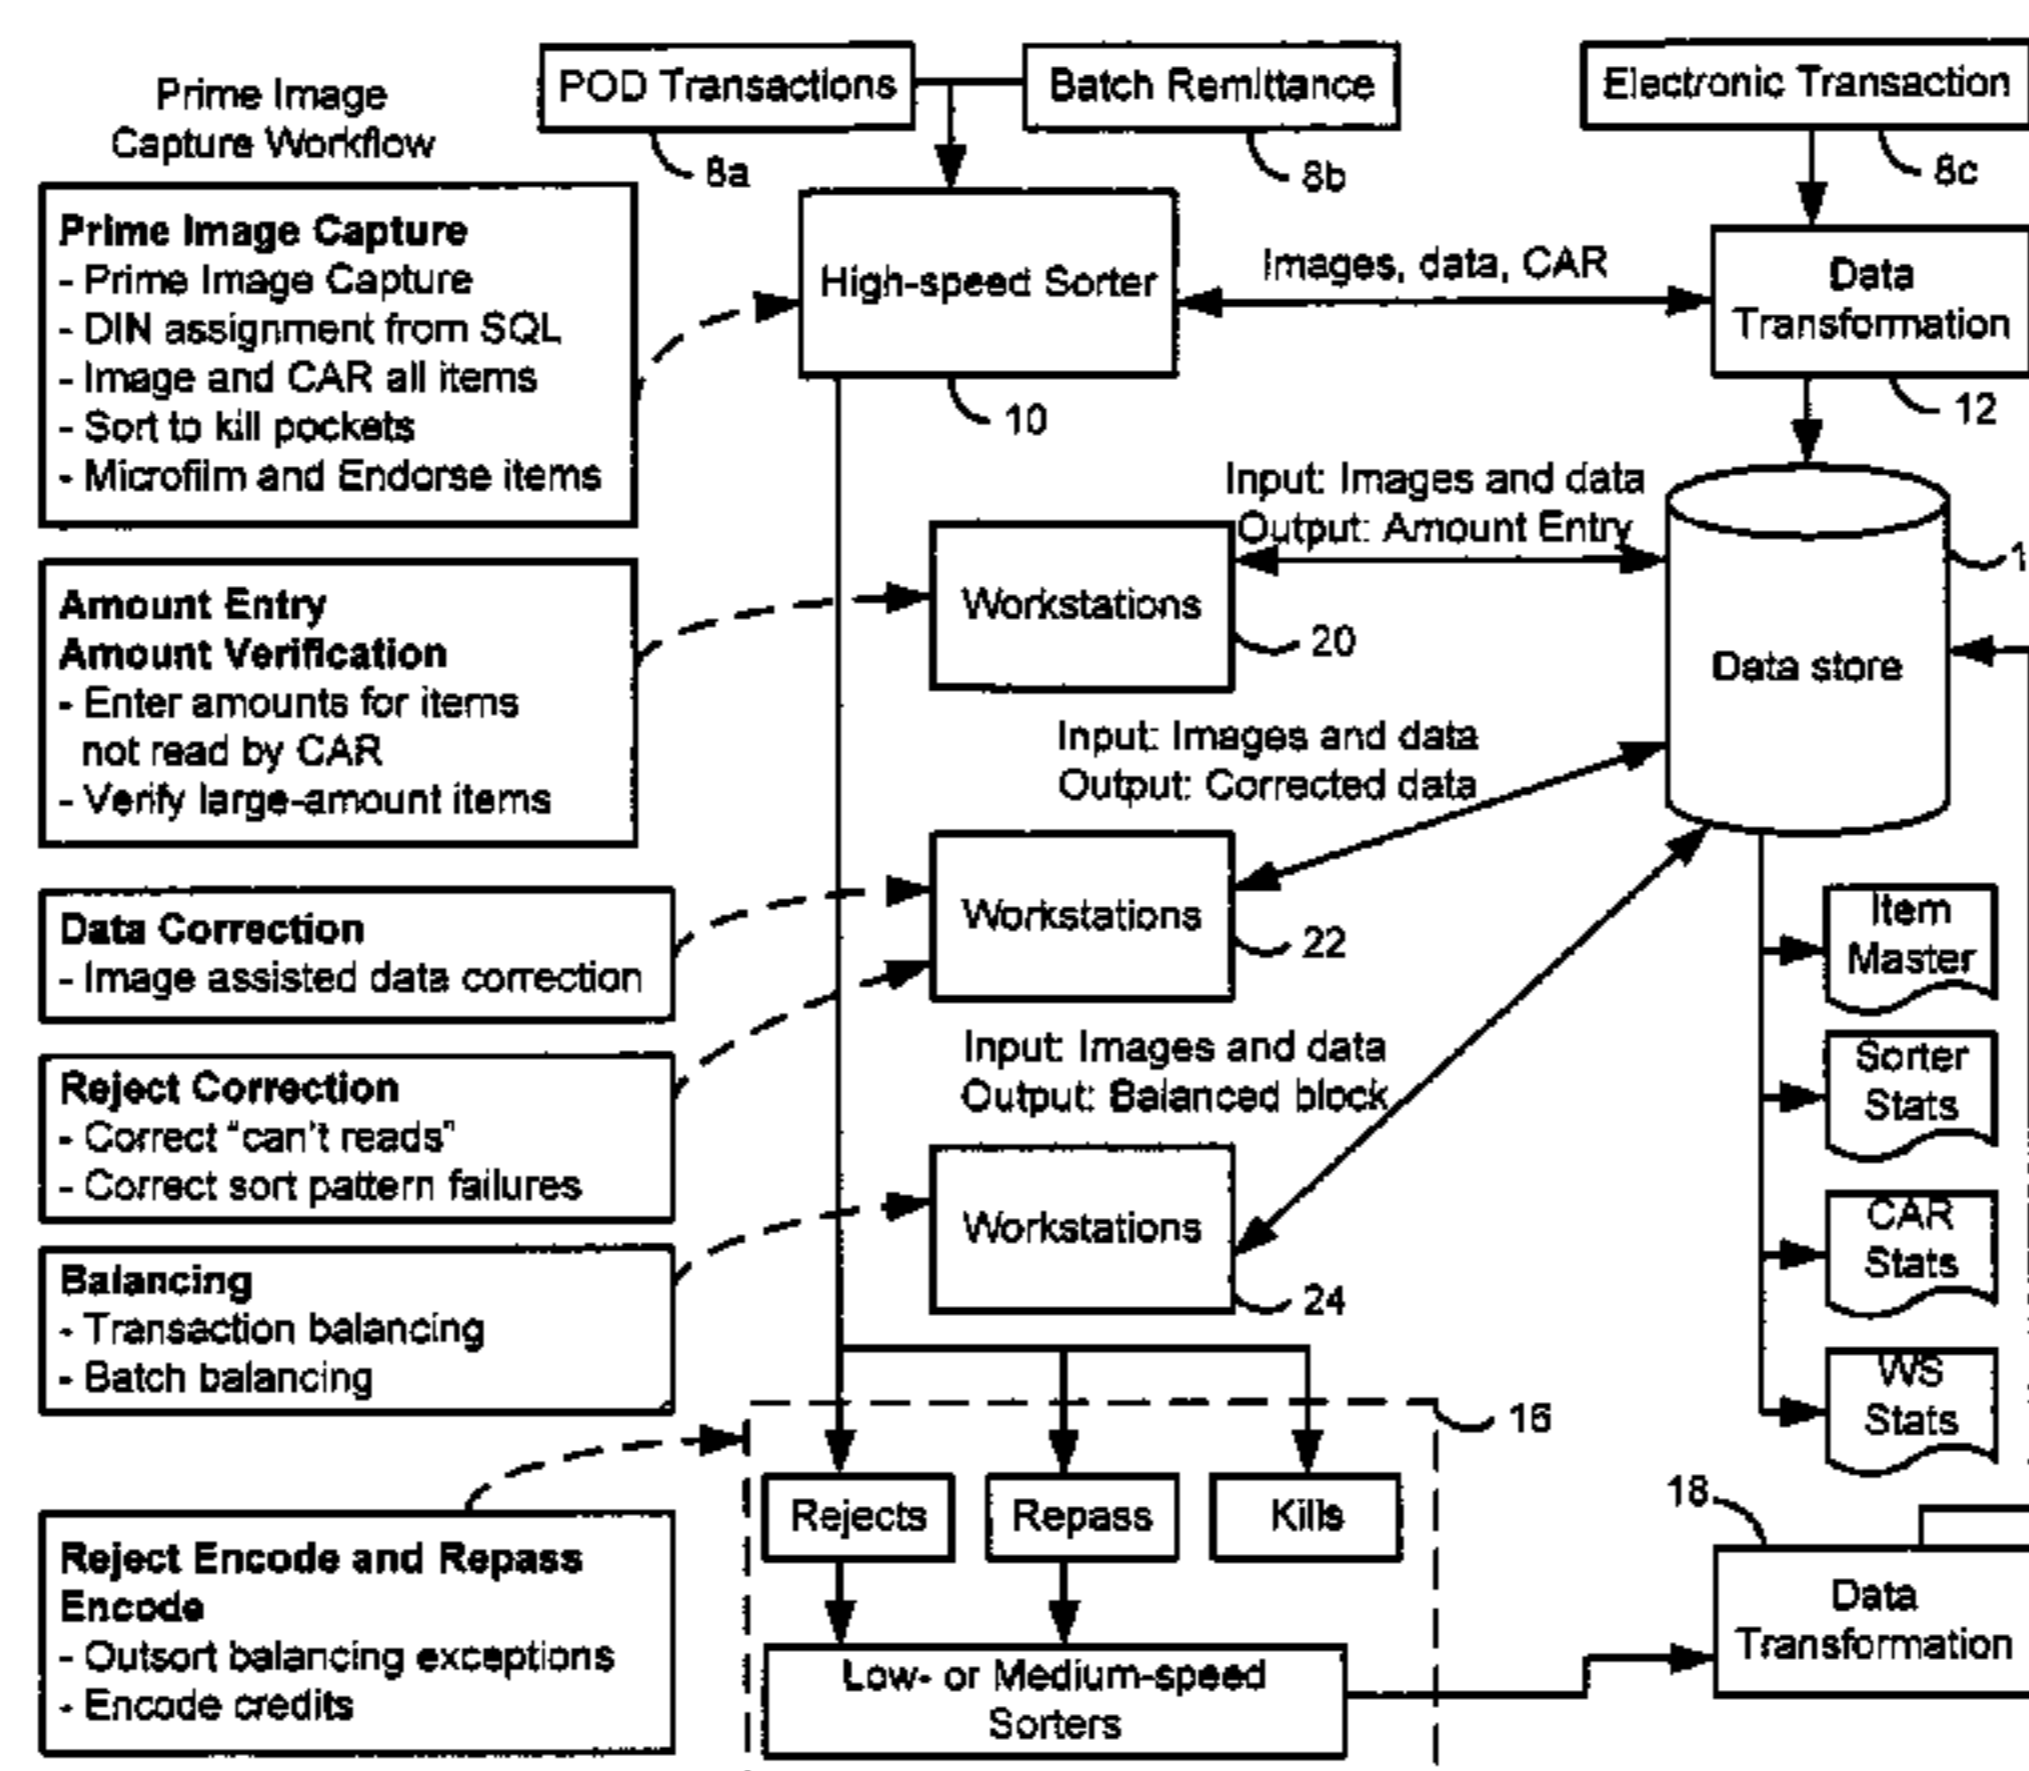 Prime Image
Capture Workflow
POD Transactions
Batch Remittance
Electronic Transaction
8a
8b
8c
Prime Image Capture
- Prime Image Capture
- DIN assignment from SQL
- Image and CAR all items
- Sort to kill pockets
- Microfilm and Endorse items
High-speed Sorter
Images, data, CAR
Data
Transformation
10
12
Input: Images and data
Output: Amount Entry
Amount Entry
Amount Verification
- Enter amounts for items
not read by CAR
- Verify large-amount items
Workstations
20
Data store
Input: Images and data
Output: Corrected data
Data Correction
- Image assisted data correction
Workstations
22
Item
Master
Reject Correction
- Correct "can't reads"
- Correct sort pattern failures
Input: Images and data
Output: Balanced block
Sorter
Stats
Balancing
- Transaction balancing
- Batch balancing
Workstations
24
CAR
Stats
WS
Stats
16
Rejects
Repass
Kills
18
Reject Encode and Repass
Encode
- Outsort balancing exceptions
- Encode credits
Low- or Medium-speed
Sorters
Data
Transformation